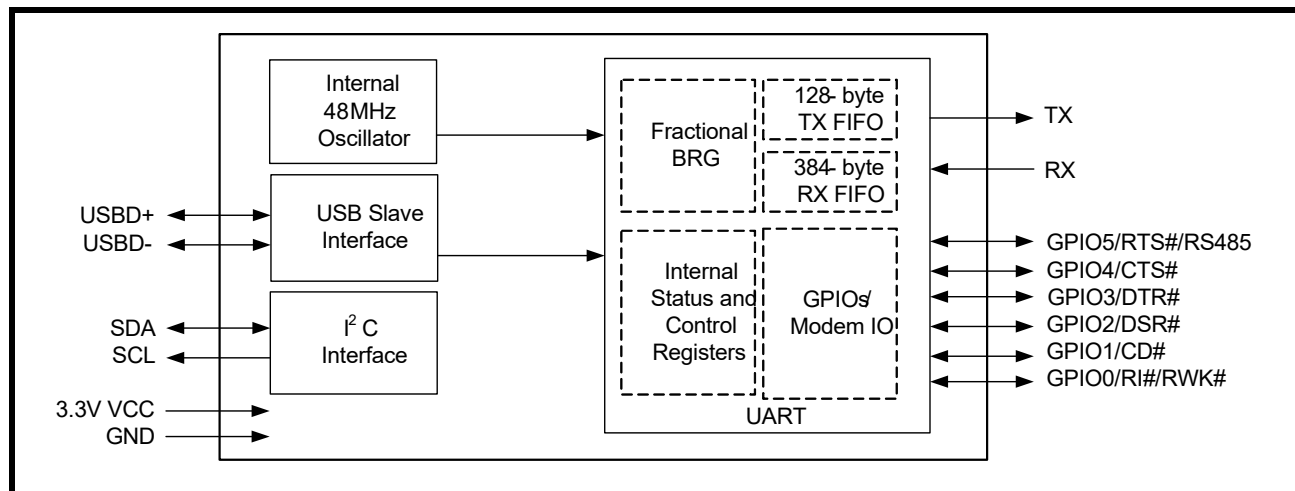 Internal
48MHz
Oscillator
USBD+
USBD-
USB Slave
Interface
SDA
SCL
I² C
Interface
3.3V VCC
GND
Fractional
BRG
128- byte
TX FIFO
384- byte
RX FIFO
Internal
Status and
Control
Registers
GPIOs/
Modem IO
UART
TX
RX
GPIO5/RTS#/RS485
GPIO4/CTS#
GPIO3/DTR#
GPIO2/DSR#
GPIO1/CD#
GPIO0/RI#/RWK#